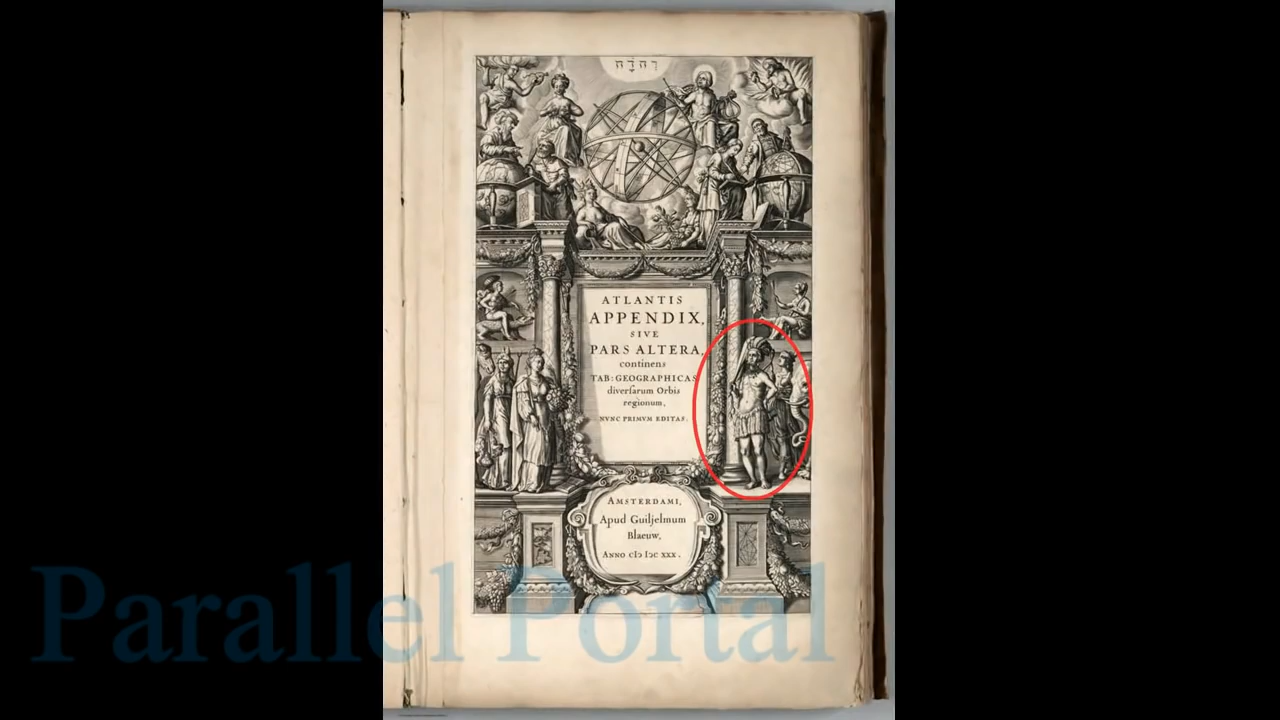 יהוה
ATLANTIS
APPENDIX,
SIVE
PARS ALTERA,
continens
TAB: GEOGRAPHICAS
diverſarum Orbis
regionum,
NVNC PRIMVM EDITAS.
AMSTERDAMI,
Apud Guiljelmum
Blaeuw,
ANNO CIↃ IↃC XXX.
Parallel Portal